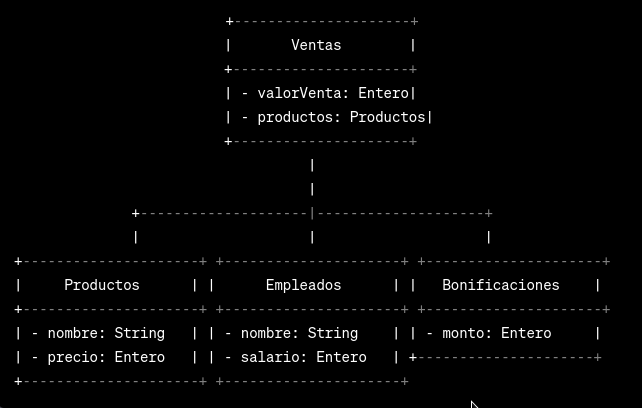 +---------------------+
|       Ventas        |
+---------------------+
| - valorVenta: Entero|
| - productos: Productos|
+---------------------+
|
|
+--------------------|--------------------+
|                    |                    |
+---------------------+ +---------------------+ +---------------------+
|     Productos      | |      Empleados      | |   Bonificaciones    |
+---------------------+ +---------------------+ +---------------------+
| - nombre: String   | | - nombre: String    | | - monto: Entero     |
| - precio: Entero   | | - salario: Entero   | +---------------------+
+---------------------+ +---------------------+